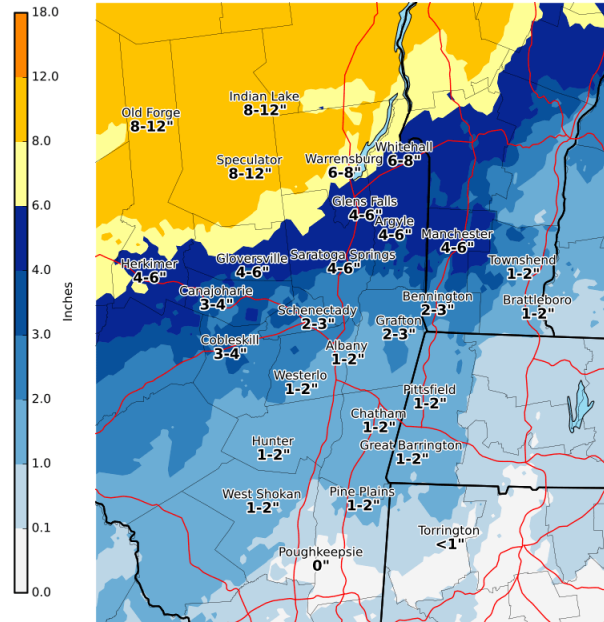 18.0
12.0
8.0
6.0
4.0
3.0
2.0
1.0
0.1
0.0
Inches
Indian Lake
8-12"
Old Forge
8-12"
Speculator
8-12"
Warrensburg
6-8"
Whitehall
6-8"
Glens Falls
4-6"
Argyle
4-6"
Manchester
4-6"
Herkimer
4-6"
Gloversville
4-6"
Saratoga Springs
4-6"
Townshend
1-2"
Canajoharie
3-4"
Schenectady
2-3"
Bennington
2-3"
Brattleboro
1-2"
Grafton
2-3"
Cobleskill
3-4"
Albany
1-2"
Westerlo
1-2"
Pittsfield
1-2"
Chatham
1-2"
Hunter
1-2"
Great Barrington
1-2"
West Shokan
1-2"
Pine Plains
1-2"
Torrington
<1"
Poughkeepsie
0"